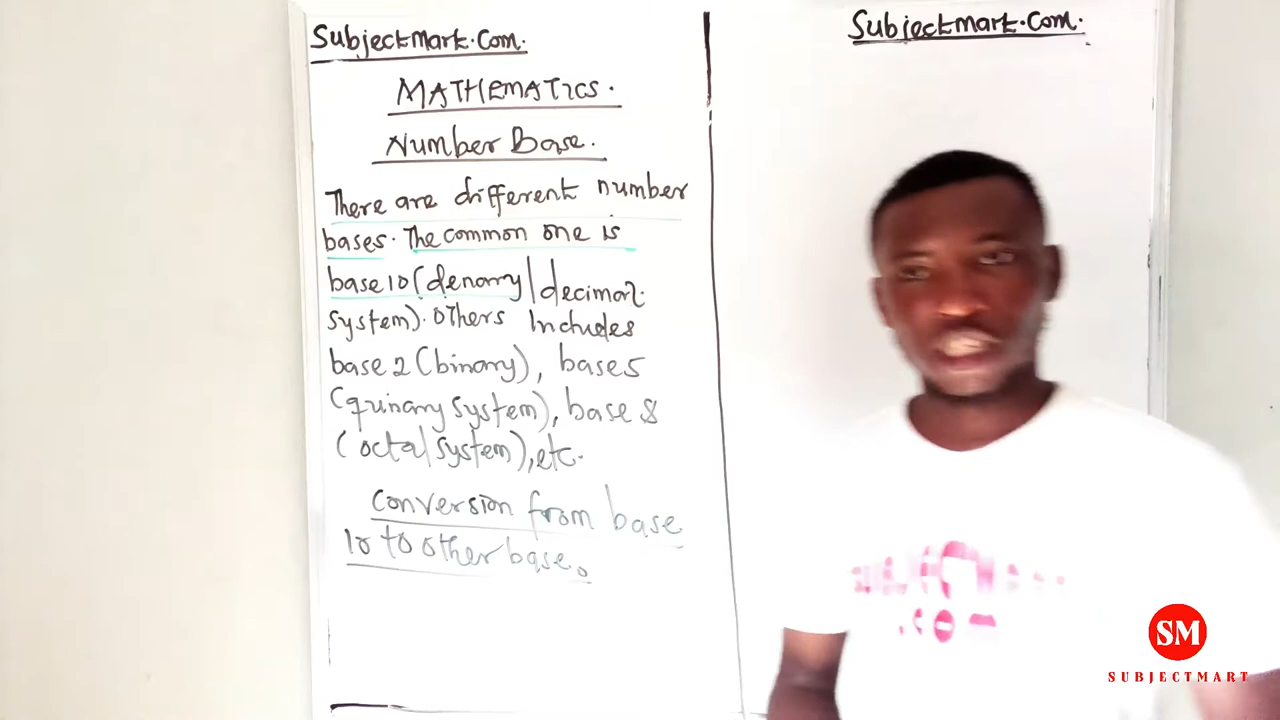 Subjectmart.Com.
MATHEMATICS.
Number Base.
There are different number
bases. The common one is
base 10 (denary/decimal
system). others Includes
base 2 (binary), base 5
(quinary system), base 8
(octal system), etc.
Conversion from base
10 to other base.
Subjectmart.Com.
SM
SUBJECTMART